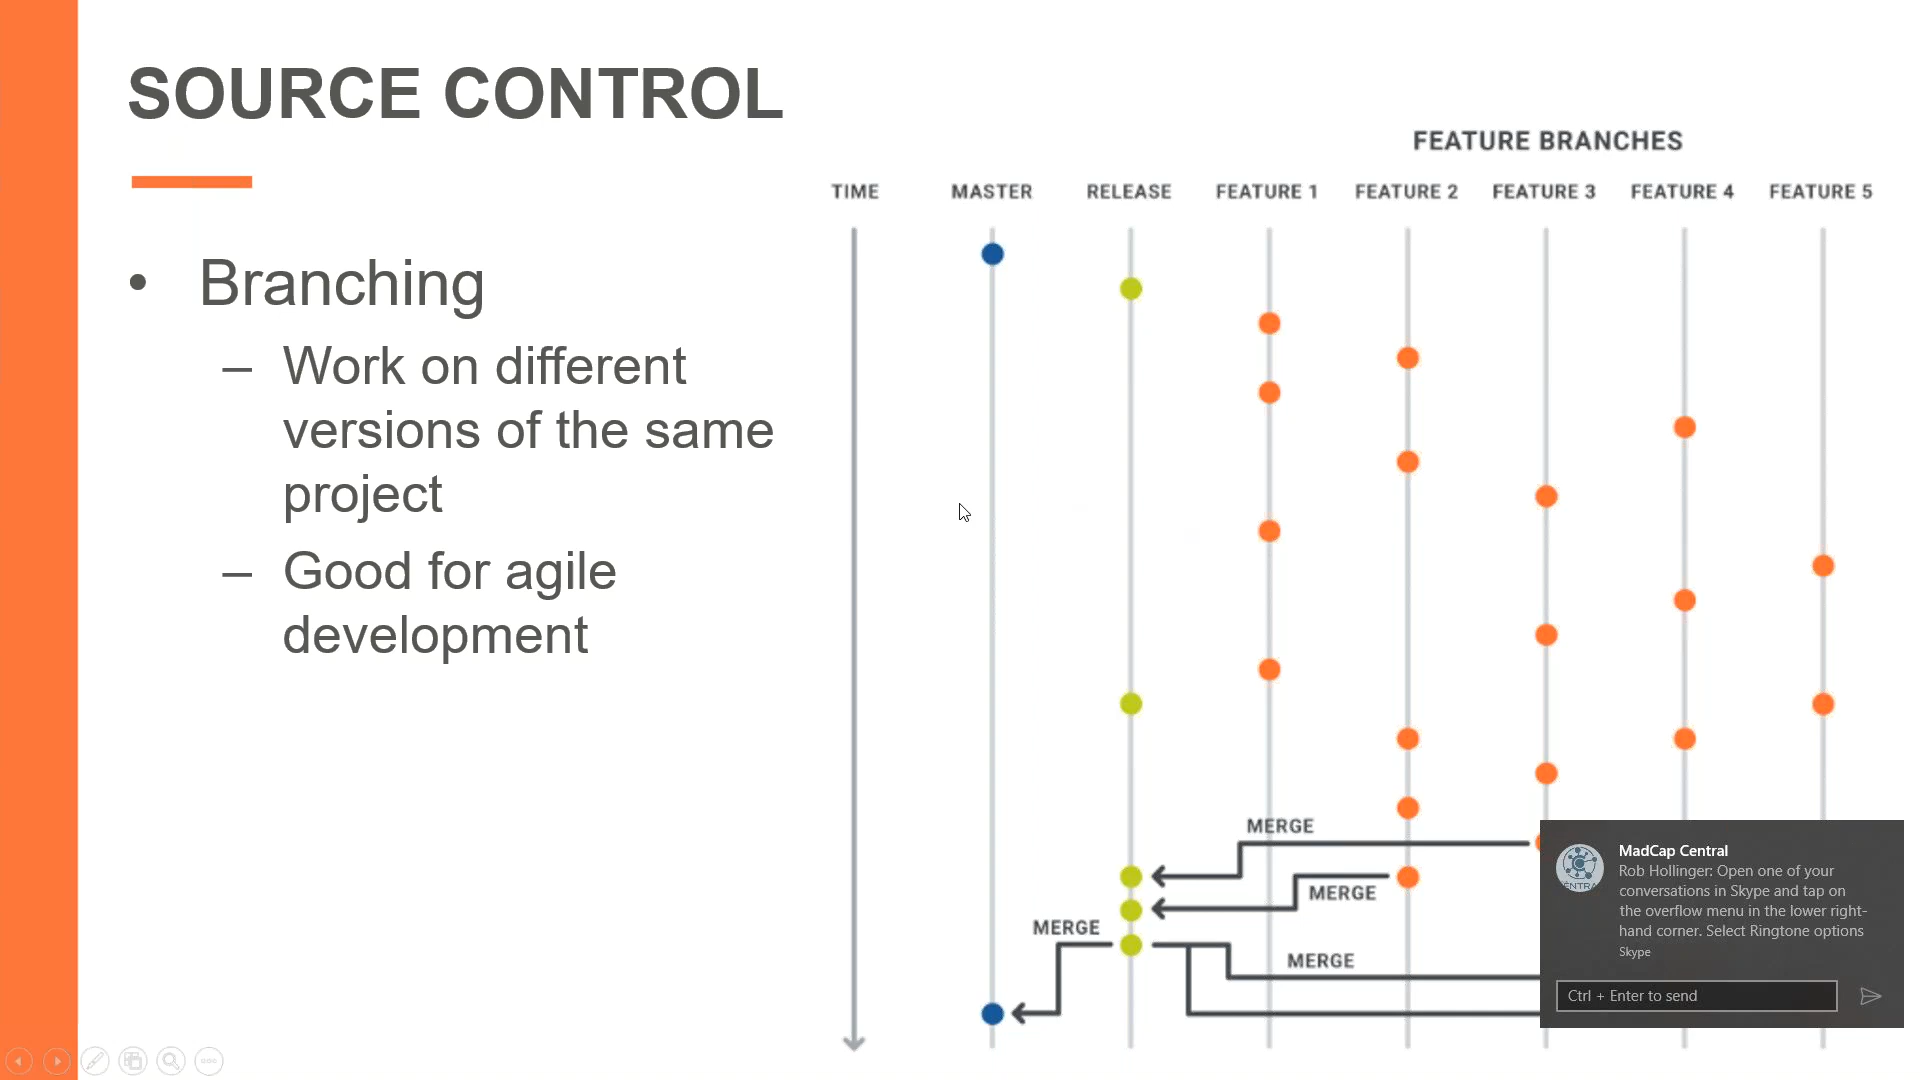 SOURCE CONTROL
• Branching
– Work on different
versions of the same
project
– Good for agile
development
FEATURE BRANCHES
TIME MASTER RELEASE FEATURE 1 FEATURE 2 FEATURE 3 FEATURE 4 FEATURE 5
MERGE
MERGE
MERGE
MERGE
MadCap Central
Rob Hollinger: Open one of your
conversations in Skype and tap on
the overflow menu in the lower right-
hand corner. Select Ringtone options
Skype
Ctrl + Enter to send